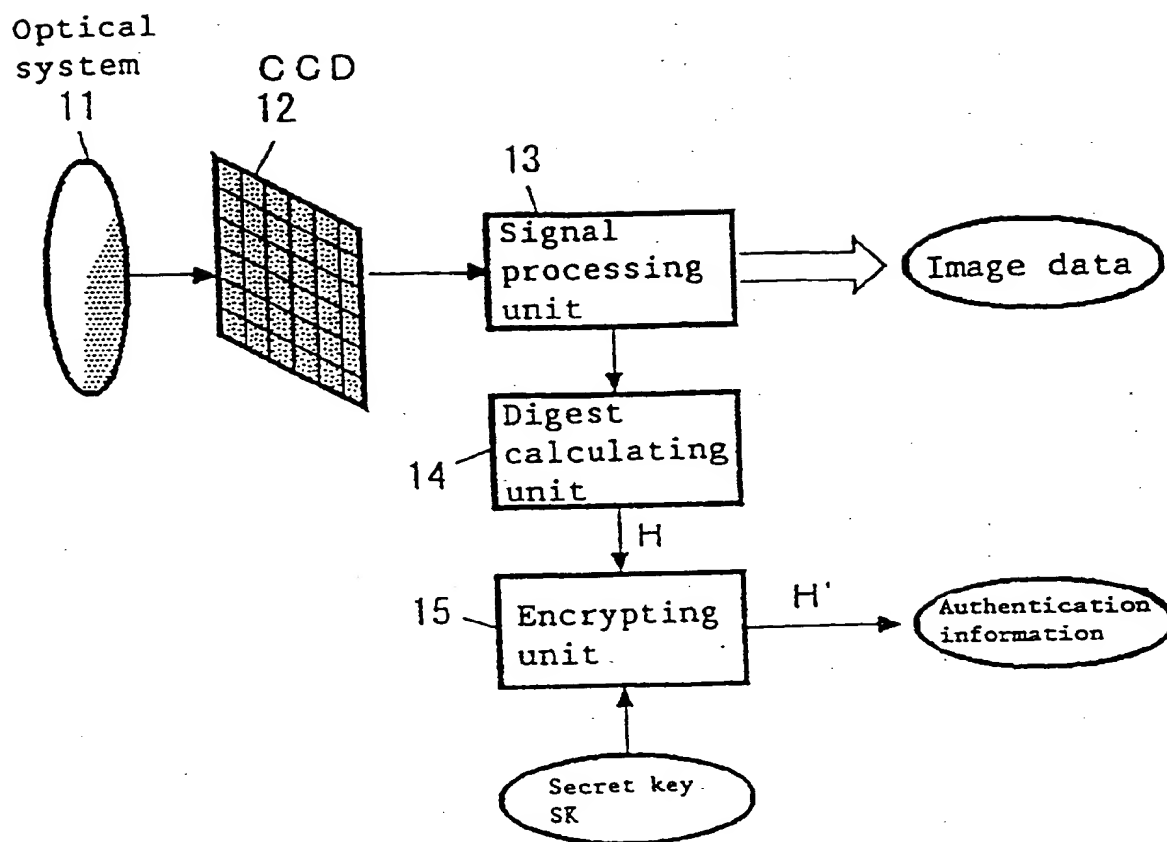 Optical
system
11
CCD
12
13
Signal
processing
unit
Image data
Digest
calculating
unit
14
H
15
Encrypting
unit
H'
Authentication
information
Secret key
SK